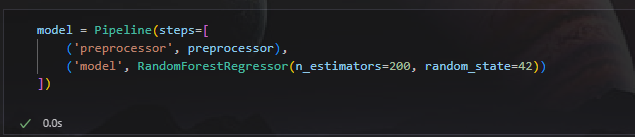 model = Pipeline(steps=[
    ('preprocessor', preprocessor),
    ('model', RandomForestRegressor(n_estimators=200, random_state=42))
])
✓ 0.0s